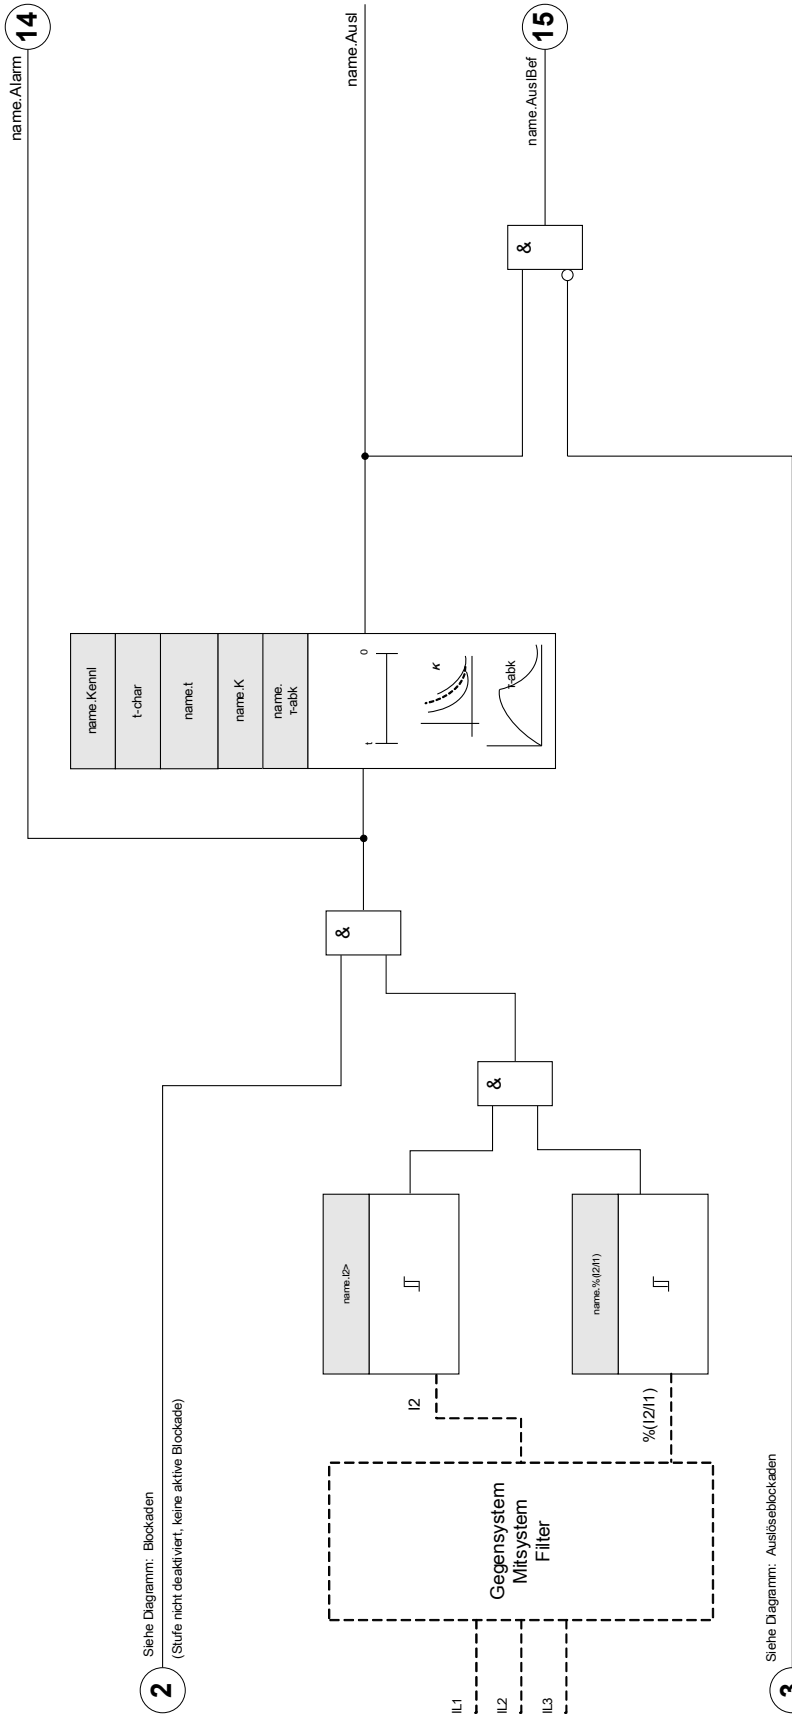 2
Siehe Diagramm: Blockaden
(Stufe nicht deaktiviert, keine aktive Blockade)
IL1
IL2
IL3
Gegensystem
Mitsystem
Filter
I2
%(I2/I1)
name.I2>
name.%(I2/I1)
&
&
name.Kennl
t-char
name.t
name.K
name.
τ-abk
t
0
K
τ-abk
name.Alarm
14
name.Ausl
&
name.AuslBef
15
Siehe Diagramm: Auslöseblockaden
3